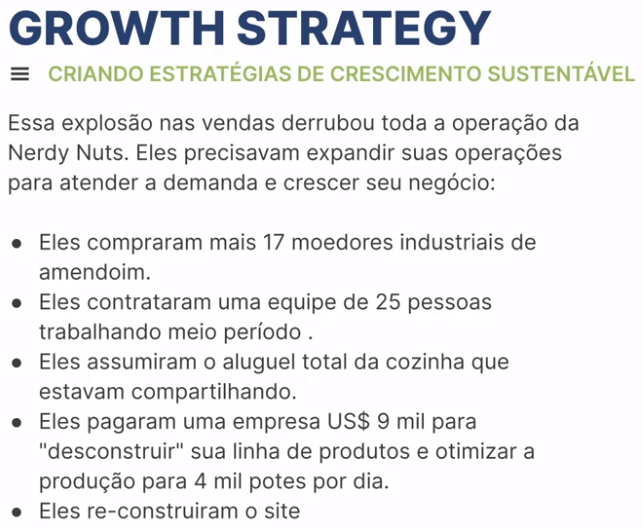 GROWTH STRATEGY
CRIANDO ESTRATÉGIAS DE CRESCIMENTO SUSTENTÁVEL
Essa explosão nas vendas derrubou toda a operação da
Nerdy Nuts. Eles precisavam expandir suas operações
para atender a demanda e crescer seu negócio:
● Eles compraram mais 17 moedores industriais de
amendoim.
● Eles contrataram uma equipe de 25 pessoas
trabalhando meio período .
● Eles assumiram o aluguel total da cozinha que
estavam compartilhando.
● Eles pagaram uma empresa US$ 9 mil para
"desconstruir" sua linha de produtos e otimizar a
produção para 4 mil potes por dia.
● Eles re-construiram o site